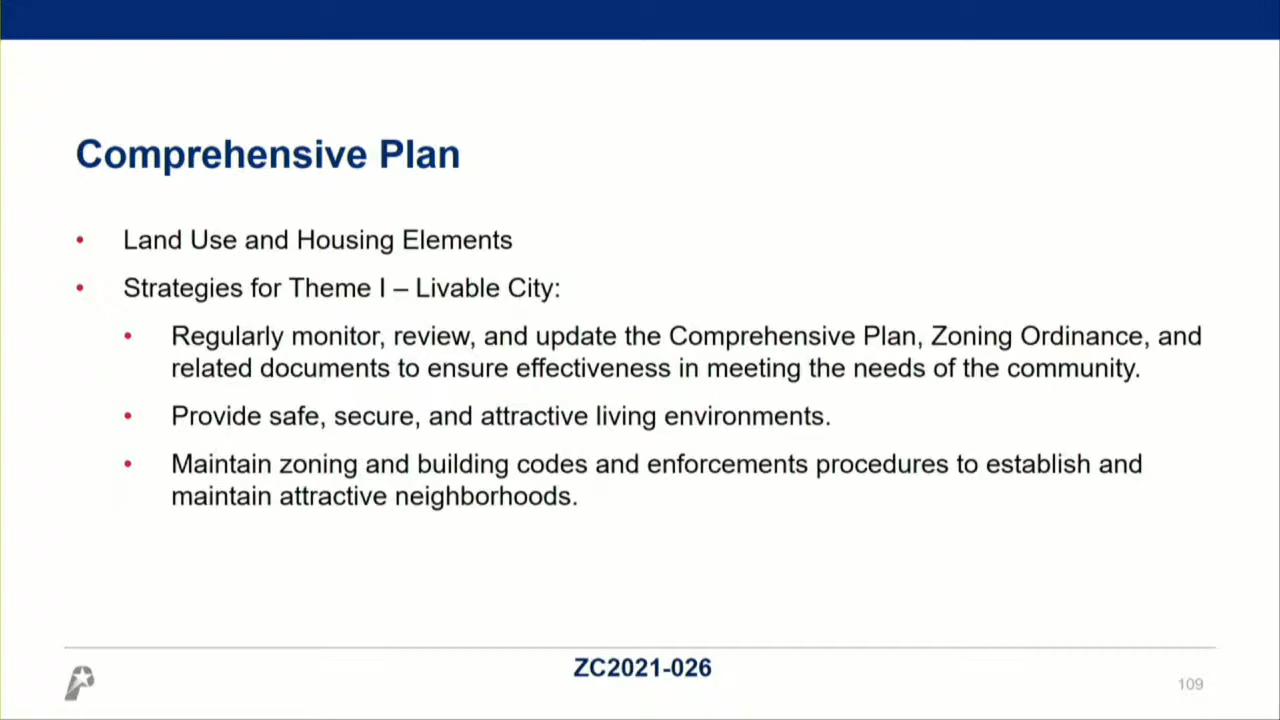 Comprehensive Plan
• Land Use and Housing Elements
• Strategies for Theme I – Livable City:
• Regularly monitor, review, and update the Comprehensive Plan, Zoning Ordinance, and
related documents to ensure effectiveness in meeting the needs of the community.
• Provide safe, secure, and attractive living environments.
• Maintain zoning and building codes and enforcements procedures to establish and
maintain attractive neighborhoods.
ZC2021-026
109